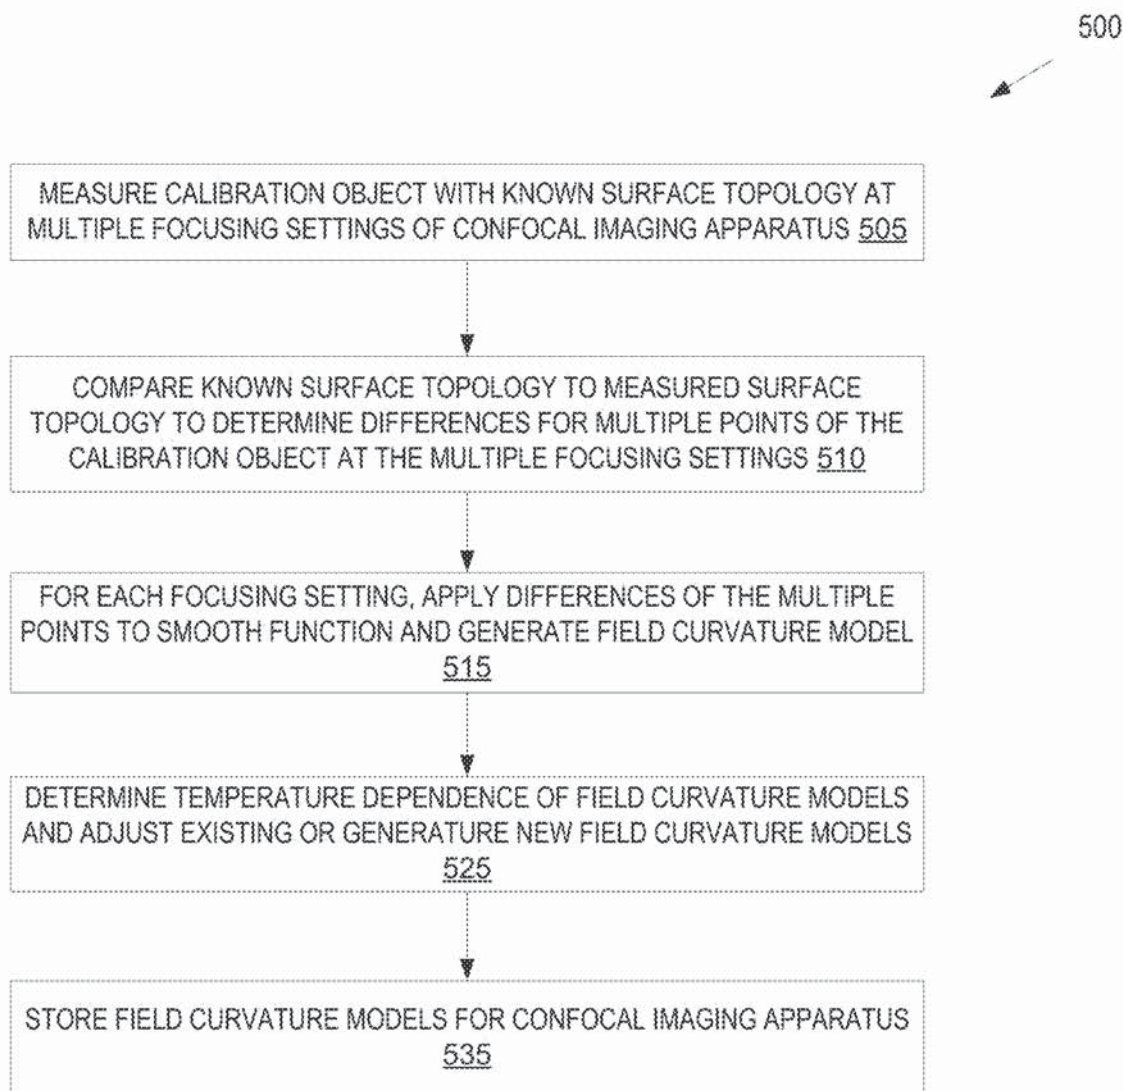 500
MEASURE CALIBRATION OBJECT WITH KNOWN SURFACE TOPOLOGY AT
MULTIPLE FOCUSING SETTINGS OF CONFOCAL IMAGING APPARATUS 505
COMPARE KNOWN SURFACE TOPOLOGY TO MEASURED SURFACE
TOPOLOGY TO DETERMINE DIFFERENCES FOR MULTIPLE POINTS OF THE
CALIBRATION OBJECT AT THE MULTIPLE FOCUSING SETTINGS 510
FOR EACH FOCUSING SETTING, APPLY DIFFERENCES OF THE MULTIPLE
POINTS TO SMOOTH FUNCTION AND GENERATE FIELD CURVATURE MODEL
515
DETERMINE TEMPERATURE DEPENDENCE OF FIELD CURVATURE MODELS
AND ADJUST EXISTING OR GENERATURE NEW FIELD CURVATURE MODELS
525
STORE FIELD CURVATURE MODELS FOR CONFOCAL IMAGING APPARATUS
535